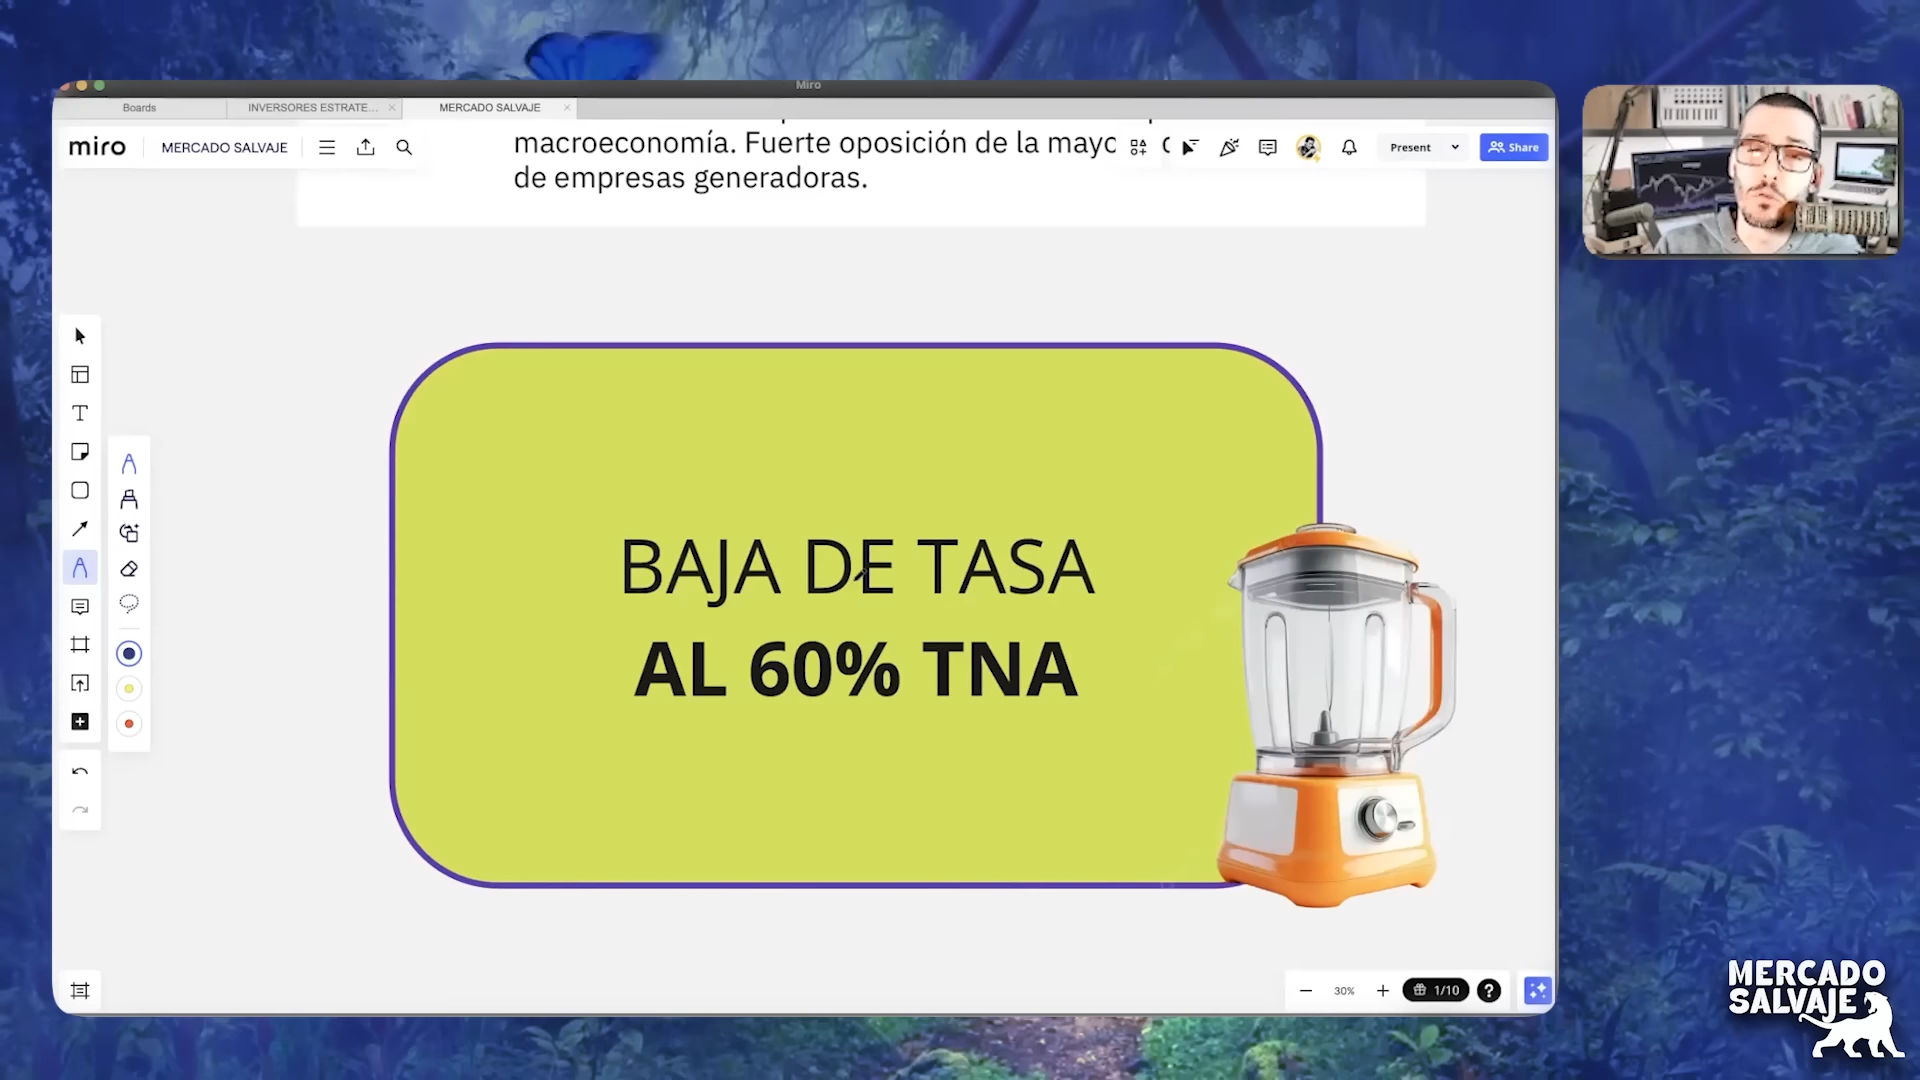 Miro
Boards
INVERSORES ESTRATE...
MERCADO SALVAJE
miro
MERCADO SALVAJE
Present
Share
macroeconomía. Fuerte oposición de la mayo
de empresas generadoras.
BAJA DE TASA
AL 60% TNA
30%
1/10
?
MERCADO
SALVAJE